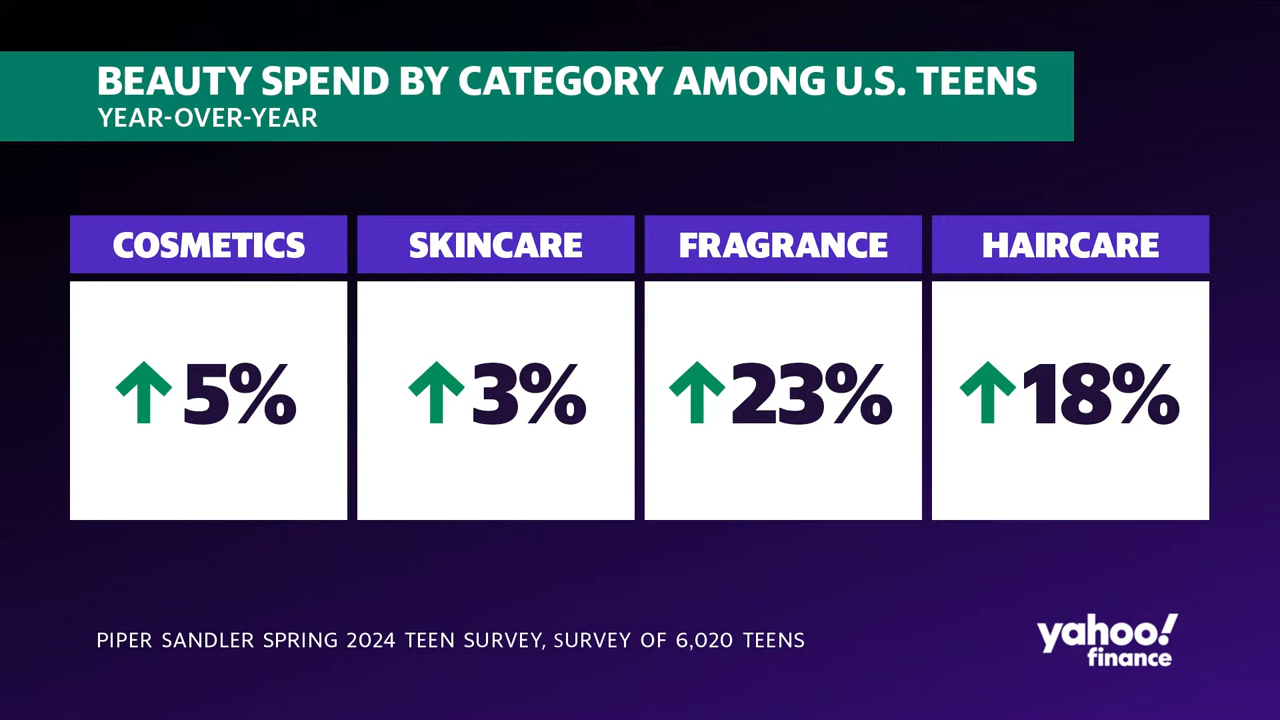 BEAUTY SPEND BY CATEGORY AMONG U.S. TEENS
YEAR-OVER-YEAR
COSMETICS
SKINCARE
FRAGRANCE
HAIRCARE
↑5%
↑3%
↑23%
↑18%
PIPER SANDLER SPRING 2024 TEEN SURVEY, SURVEY OF 6,020 TEENS
yahoo!
finance